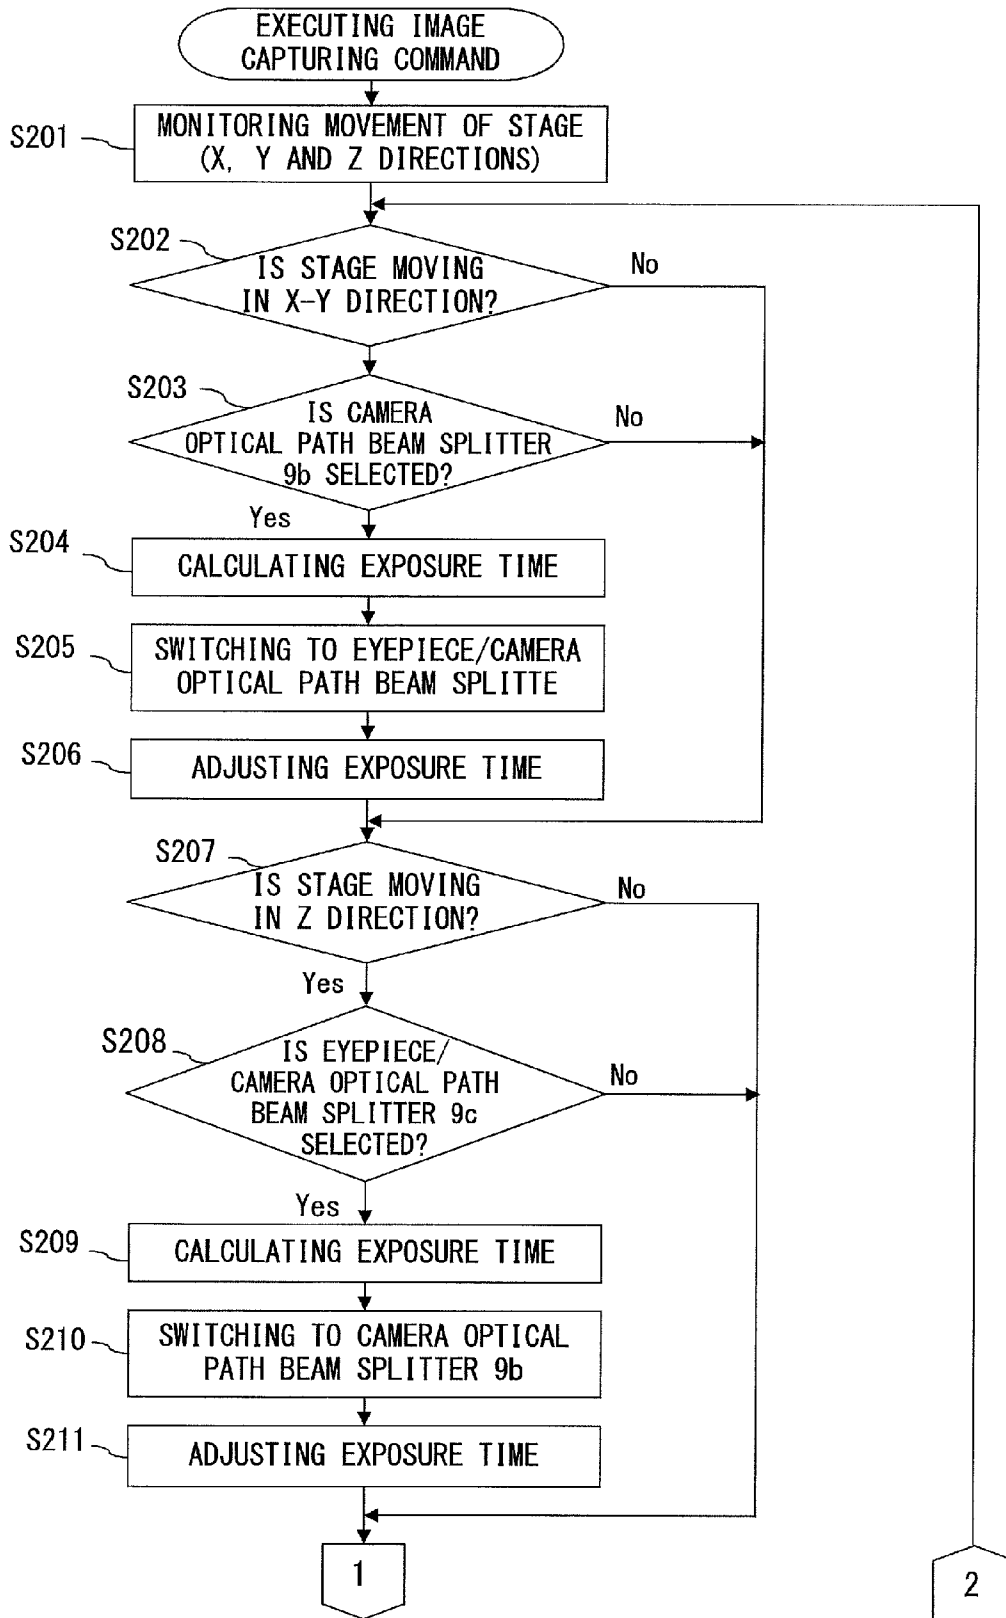 EXECUTING IMAGE
CAPTURING COMMAND
S201
MONITORING MOVEMENT OF STAGE
(X, Y AND Z DIRECTIONS)
S202
IS STAGE MOVING
IN X-Y DIRECTION?
No
S203
IS CAMERA
OPTICAL PATH BEAM SPLITTER
9b SELECTED?
No
Yes
S204
CALCULATING EXPOSURE TIME
S205
SWITCHING TO EYEPIECE/CAMERA
OPTICAL PATH BEAM SPLITTE
S206
ADJUSTING EXPOSURE TIME
S207
IS STAGE MOVING
IN Z DIRECTION?
No
Yes
S208
IS EYEPIECE/
CAMERA OPTICAL PATH
BEAM SPLITTER 9c
SELECTED?
No
Yes
S209
CALCULATING EXPOSURE TIME
S210
SWITCHING TO CAMERA OPTICAL
PATH BEAM SPLITTER 9b
S211
ADJUSTING EXPOSURE TIME
1
2